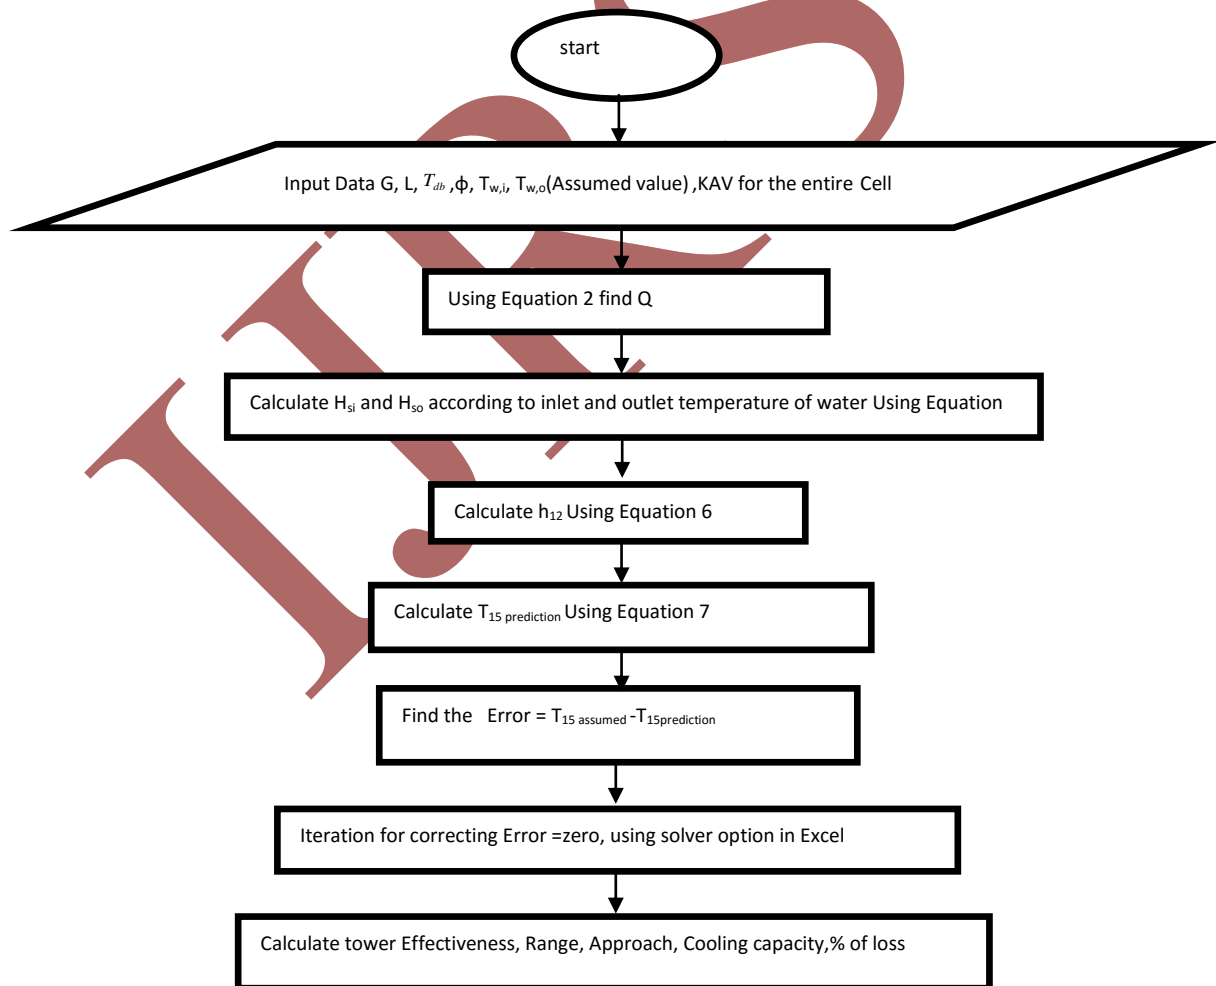 start
Input Data G, L, T_db ,ф, T_w,i, T_w,o(Assumed value) ,KAV for the entire Cell
Using Equation 2 find Q
Calculate H_si and H_so according to inlet and outlet temperature of water Using Equation
Calculate h_12 Using Equation 6
Calculate T_15 prediction Using Equation 7
Find the Error = T_15 assumed -T_15prediction
Iteration for correcting Error =zero, using solver option in Excel
Calculate tower Effectiveness, Range, Approach, Cooling capacity,% of loss